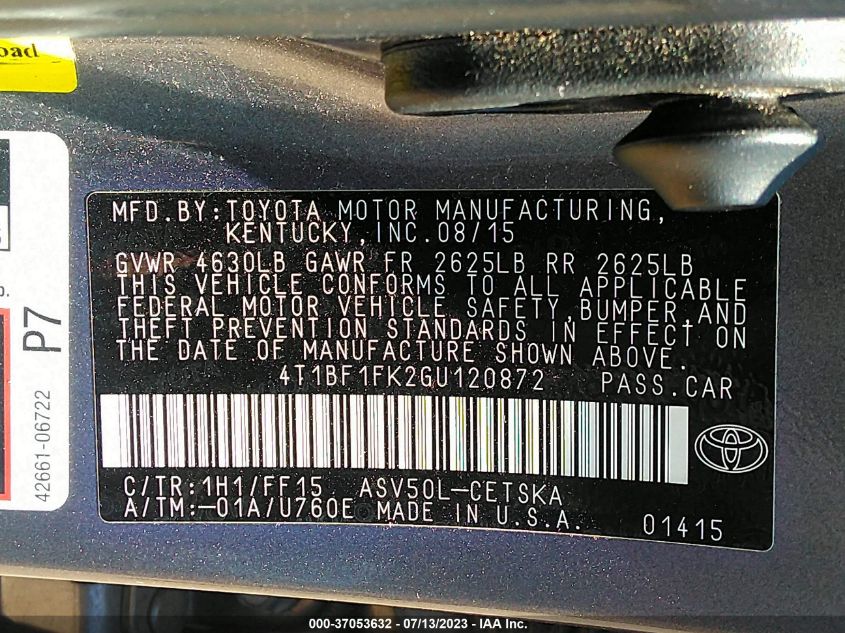 oad
P7
42661-06722
MFD.BY:TOYOTA MOTOR MANUFACTURING,
KENTUCKY,INC.08/15
GVWR 4630LB GAWR FR 2625LB RR 2625LB
THIS VEHICLE CONFORMS TO ALL APPLICABLE
FEDERAL MOTOR VEHICLE SAFETY,BUMPER,AND
THEFT PREVENTION STANDARDS IN EFFECT ON
THE DATE OF MANUFACTURE SHOWN ABOVE.
4T1BF1FK2GU120872 PASS.CAR
C/TR:1H1/FF15 ASV50L-CETSKA
A/TM:-01A/U760E MADE IN U.S.A. 01415
000-37053632 - 07/13/2023 - IAA Inc.